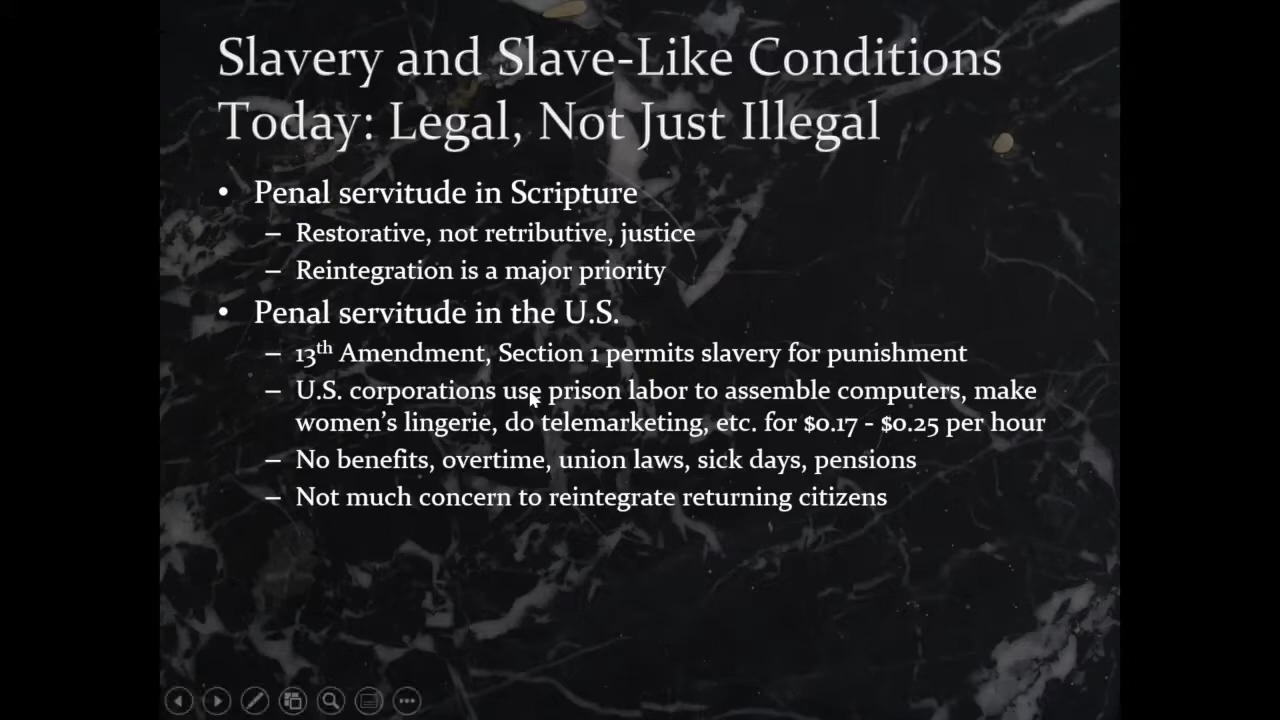 Slavery and Slave-Like Conditions
Today: Legal, Not Just Illegal
• Penal servitude in Scripture
– Restorative, not retributive, justice
– Reintegration is a major priority
• Penal servitude in the U.S.
– 13th Amendment, Section 1 permits slavery for punishment
– U.S. corporations use prison labor to assemble computers, make
women's lingerie, do telemarketing, etc. for $0.17 - $0.25 per hour
– No benefits, overtime, union laws, sick days, pensions
– Not much concern to reintegrate returning citizens